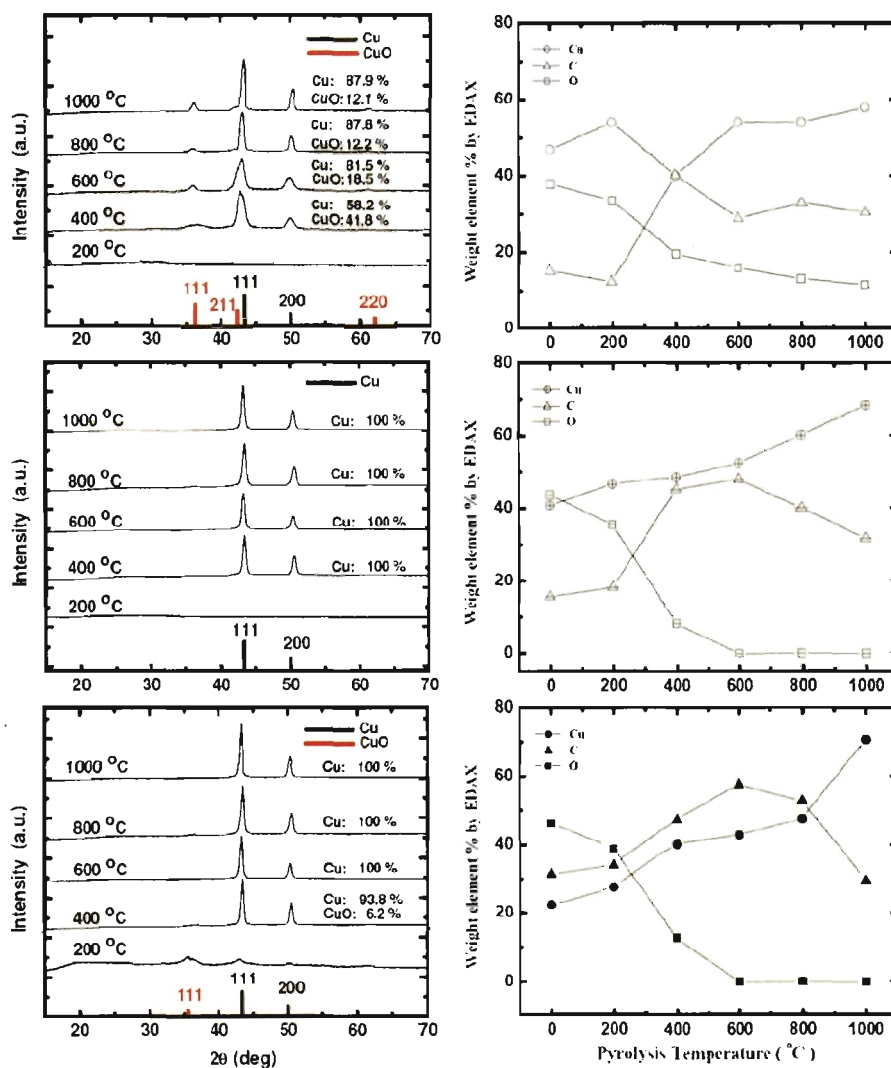 Cu
CuO
Cu: 87.9 %
CuO:12.1 %
1000 °C
Cu: 87.8 %
CuO:12.2 %
800 °C
Cu: 81.5 %
CuO:18.5 %
600 °C
Cu: 58.2 %
CuO:41.8 %
400 °C
200 °C
111
211
111
200
220
20 30 40 50 60 70
Intensity (a.u.)
Cu
C
O
80
60
40
20
0
0 200 400 600 800 1000
Weight element % by EDAX
Cu
1000 °C
Cu: 100 %
800 °C
Cu: 100 %
600 °C
Cu: 100 %
400 °C
Cu: 100 %
200 °C
111
200
20 30 40 50 60 70
Intensity (a.u.)
Cu
C
O
80
60
40
20
0
0 200 400 600 800 1000
Weight element % by EDAX
Cu
CuO
1000 °C
Cu: 100 %
800 °C
Cu: 100 %
600 °C
Cu: 100 %
400 °C
Cu: 93.8 %
CuO: 6.2 %
200 °C
111
111
200
20 30 40 50 60 70
2θ (deg)
Intensity (a.u.)
Cu
C
O
80
60
40
20
0
0 200 400 600 800 1000
Pyrolysis Temperature ( °C)
Weight element % by EDAX